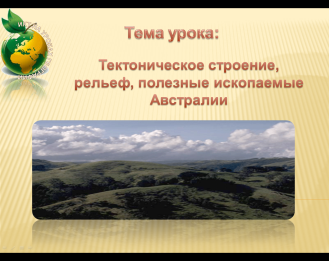 Тема урока:
Тектоническое строение,
рельеф, полезные ископаемые
Австралии